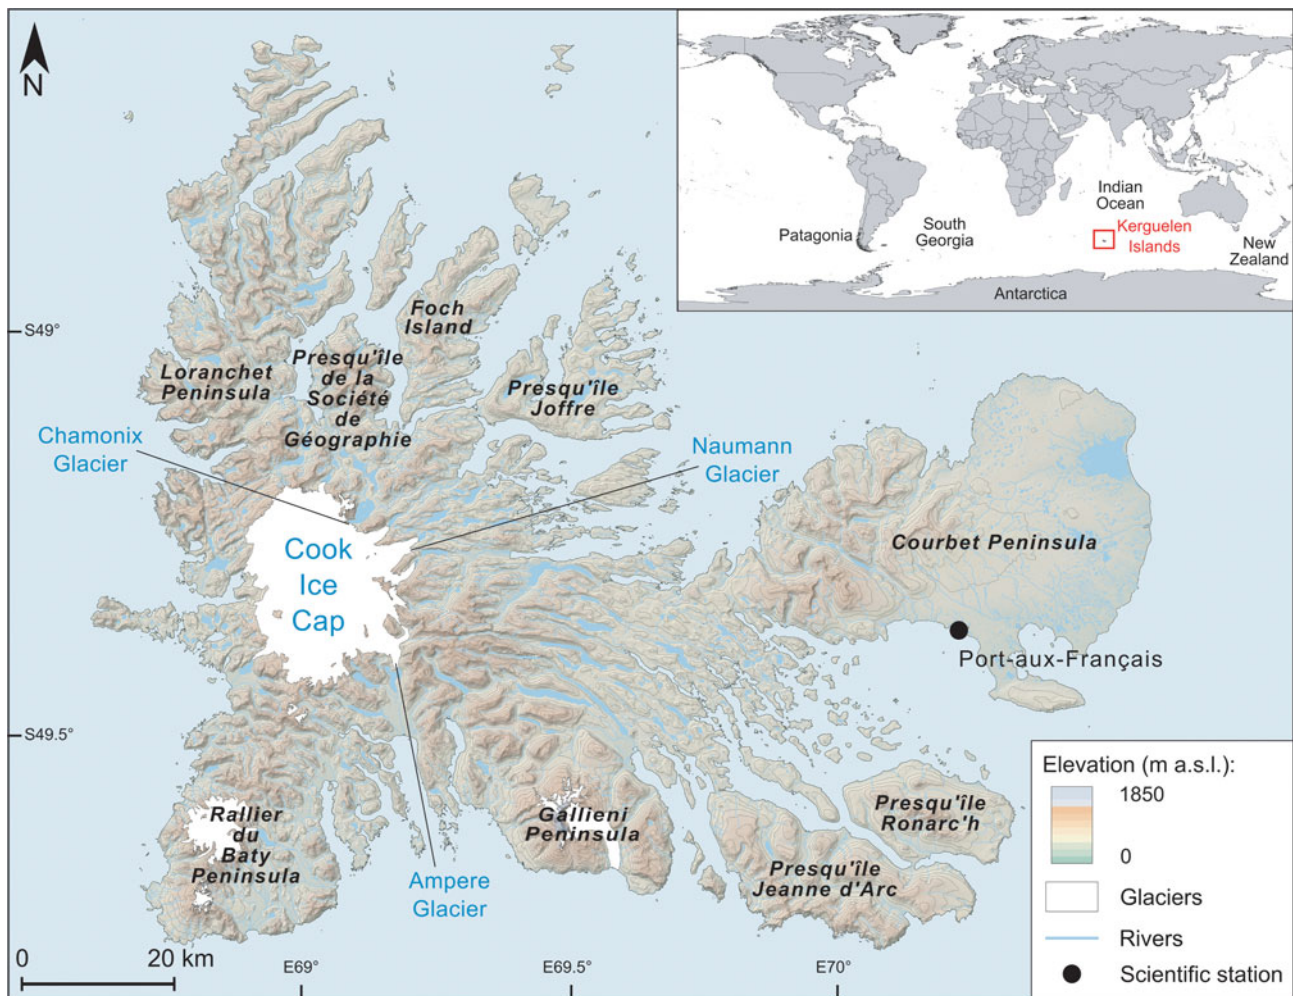 N
Indian
Ocean
Patagonia
South
Georgia
Kerguelen
Islands
New
Zealand
Antarctica
S49°
Foch
Island
Loranchet
Peninsula
Presqu'île
de la
Société
de
Géographie
Presqu'île
Joffre
Chamonix
Glacier
Naumann
Glacier
Cook
Ice
Cap
Courbet Peninsula
Port-aux-Français
S49.5°
Rallier
du
Baty
Peninsula
Gallieni
Peninsula
Presqu'île
Ronarc'h
Presqu'île
Jeanne d'Arc
Ampere
Glacier
Elevation (m a.s.l.):
1850
0
Glaciers
Rivers
Scientific station
0 20 km
E69° E69.5° E70°